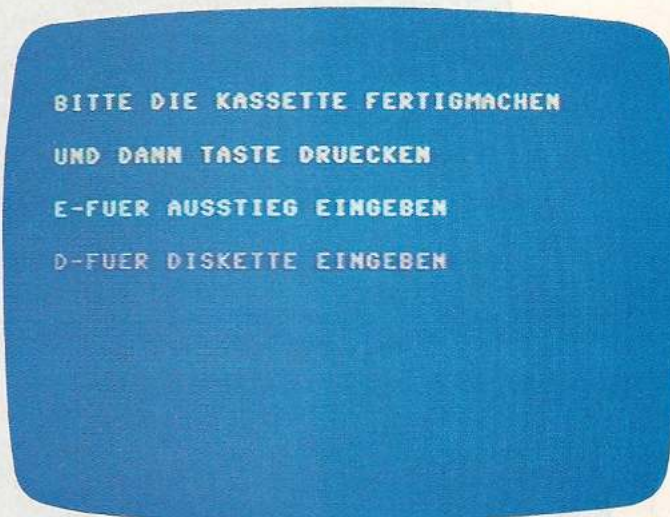 BITTE DIE KASSETTE FERTIGMACHEN
UND DANN TASTE DRUECKEN
E-FUER AUSSTIEG EINGEBEN
D-FUER DISKETTE EINGEBEN